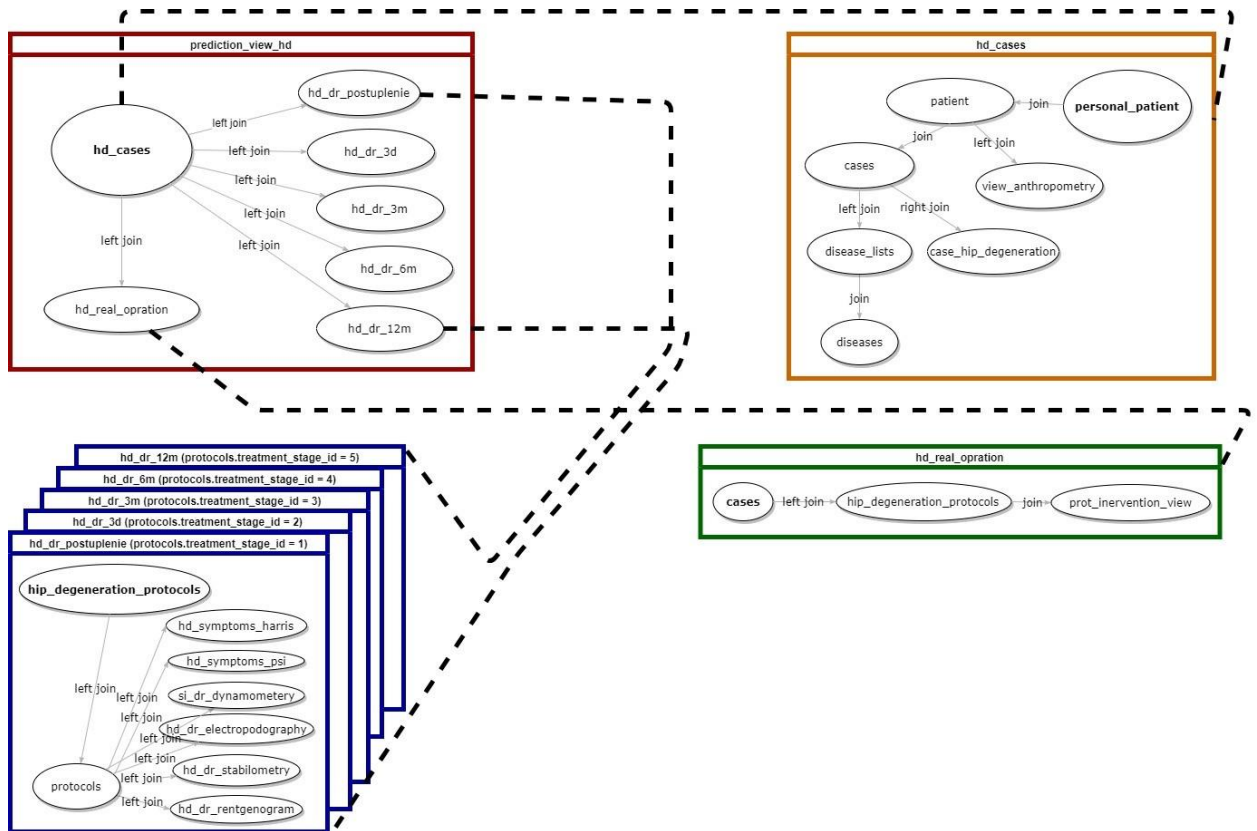 prediction_view_hd
hd_dr_postuplenie
left join
hd_cases
left join
hd_dr_3d
left join
hd_dr_3m
left join
left join
left join
hd_dr_6m
hd_real_opration
hd_dr_12m
hd_cases
patient
join
personal_patient
join
left join
cases
view_anthropometry
left join
right join
disease_lists
case_hip_degeneration
join
diseases
hd_dr_12m (protocols.treatment_stage_id = 5)
hd_dr_6m (protocols.treatment_stage_id = 4)
hd_dr_3m (protocols.treatment_stage_id = 3)
hd_dr_3d (protocols.treatment_stage_id = 2)
hd_dr_postuplenie (protocols.treatment_stage_id = 1)
hip_degeneration_protocols
hd_symptoms_harris
hd_symptoms_psi
left join
left join
si_dr_dynamometery
left join
hd_dr_electropodography
left join
left join
hd_dr_stabilometry
protocols
left join
left join
hd_dr_rentgenogram
hd_real_opration
cases
left join
hip_degeneration_protocols
join
prot_inervention_view